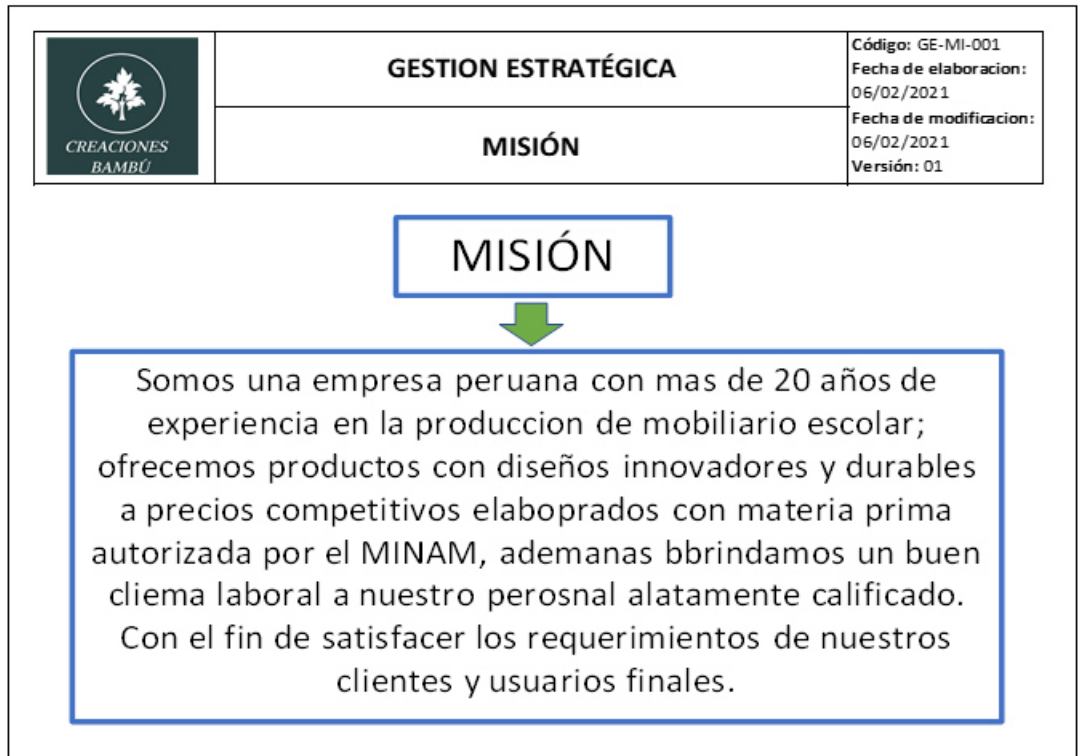 CREACIONES
BAMBÚ
GESTION ESTRATÉGICA
MISIÓN
Código: GE-MI-001
Fecha de elaboracion:
06/02/2021
Fecha de modificacion:
06/02/2021
Versión: 01
MISIÓN
Somos una empresa peruana con mas de 20 años de
experiencia en la produccion de mobiliario escolar;
ofrecemos productos con diseños innovadores y durables
a precios competitivos elaboprados con materia prima
autorizada por el MINAM, ademanas bbrindamos un buen
cliema laboral a nuestro perosnal alatamente calificado.
Con el fin de satisfacer los requerimientos de nuestros
clientes y usuarios finales.